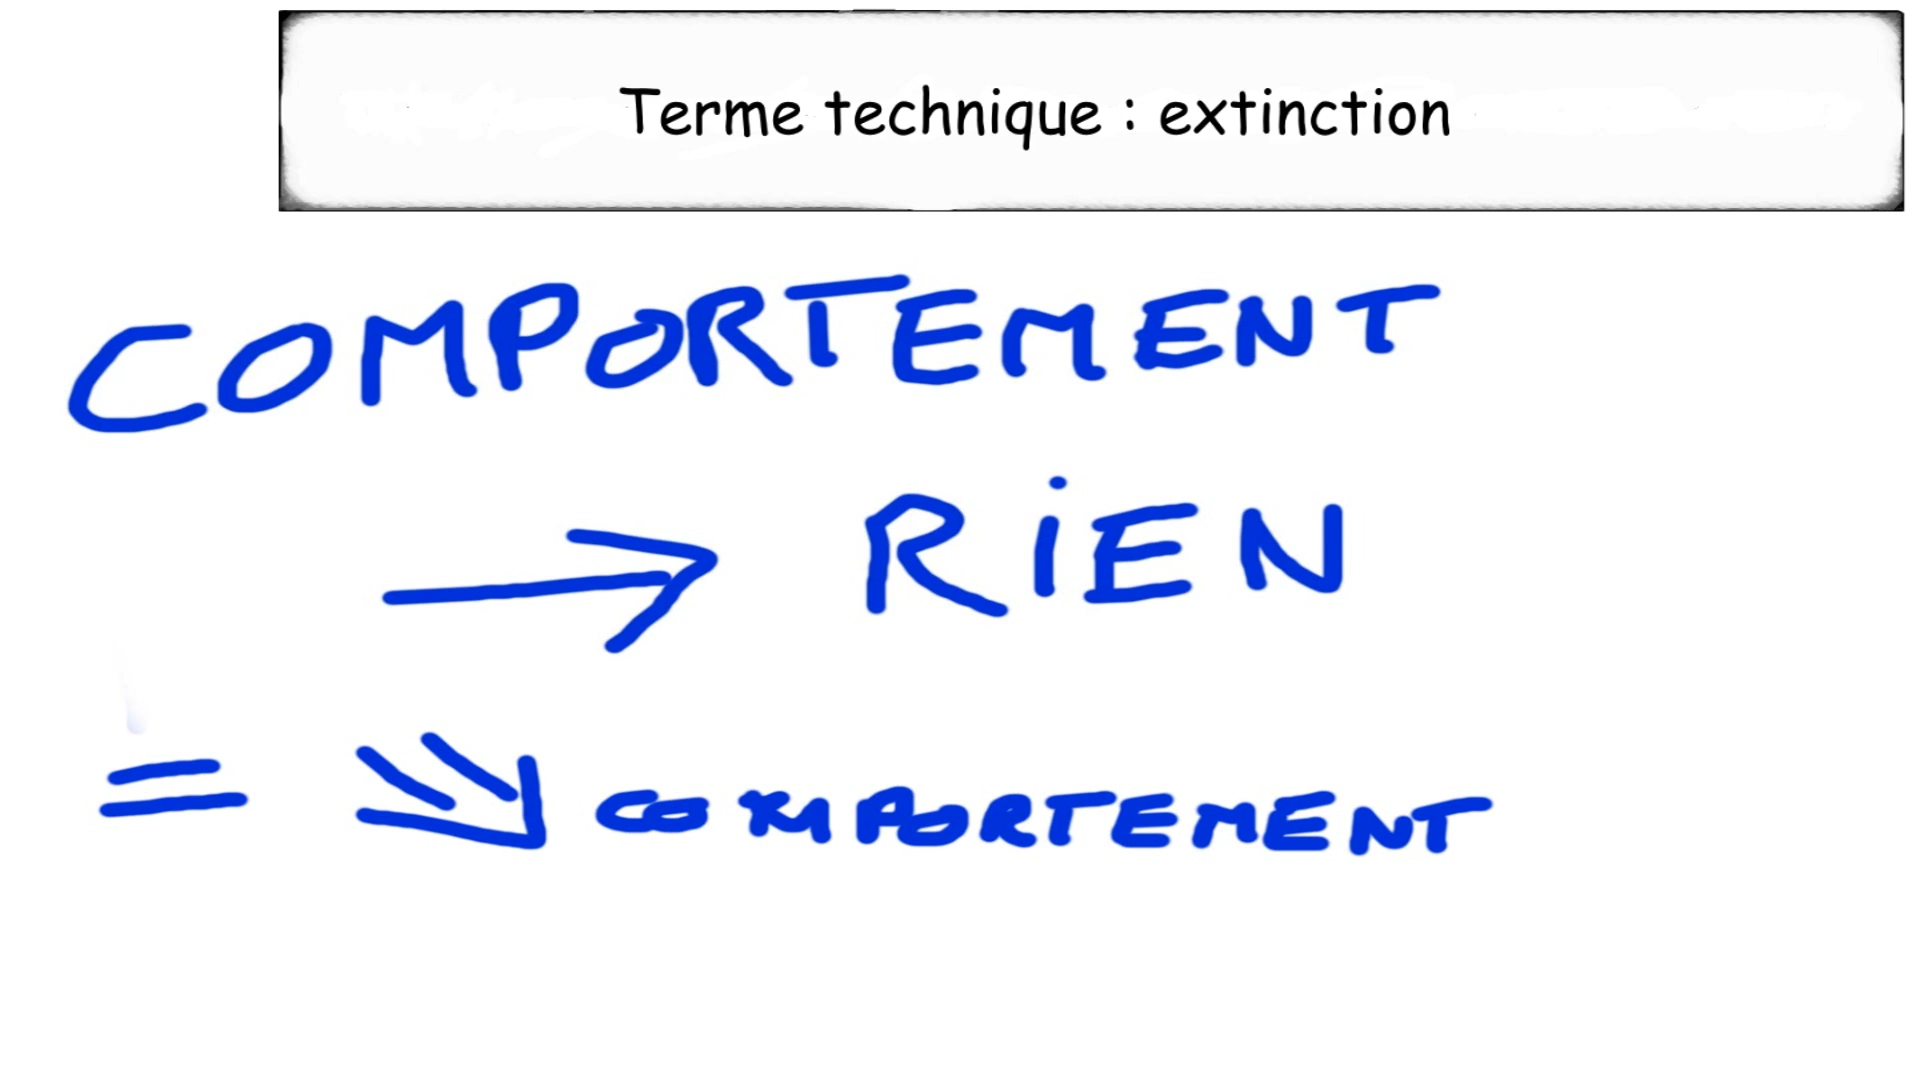 Terme technique : extinction
COMPORTEMENT
→ RiEN
= ↘ COMPORTEMENT